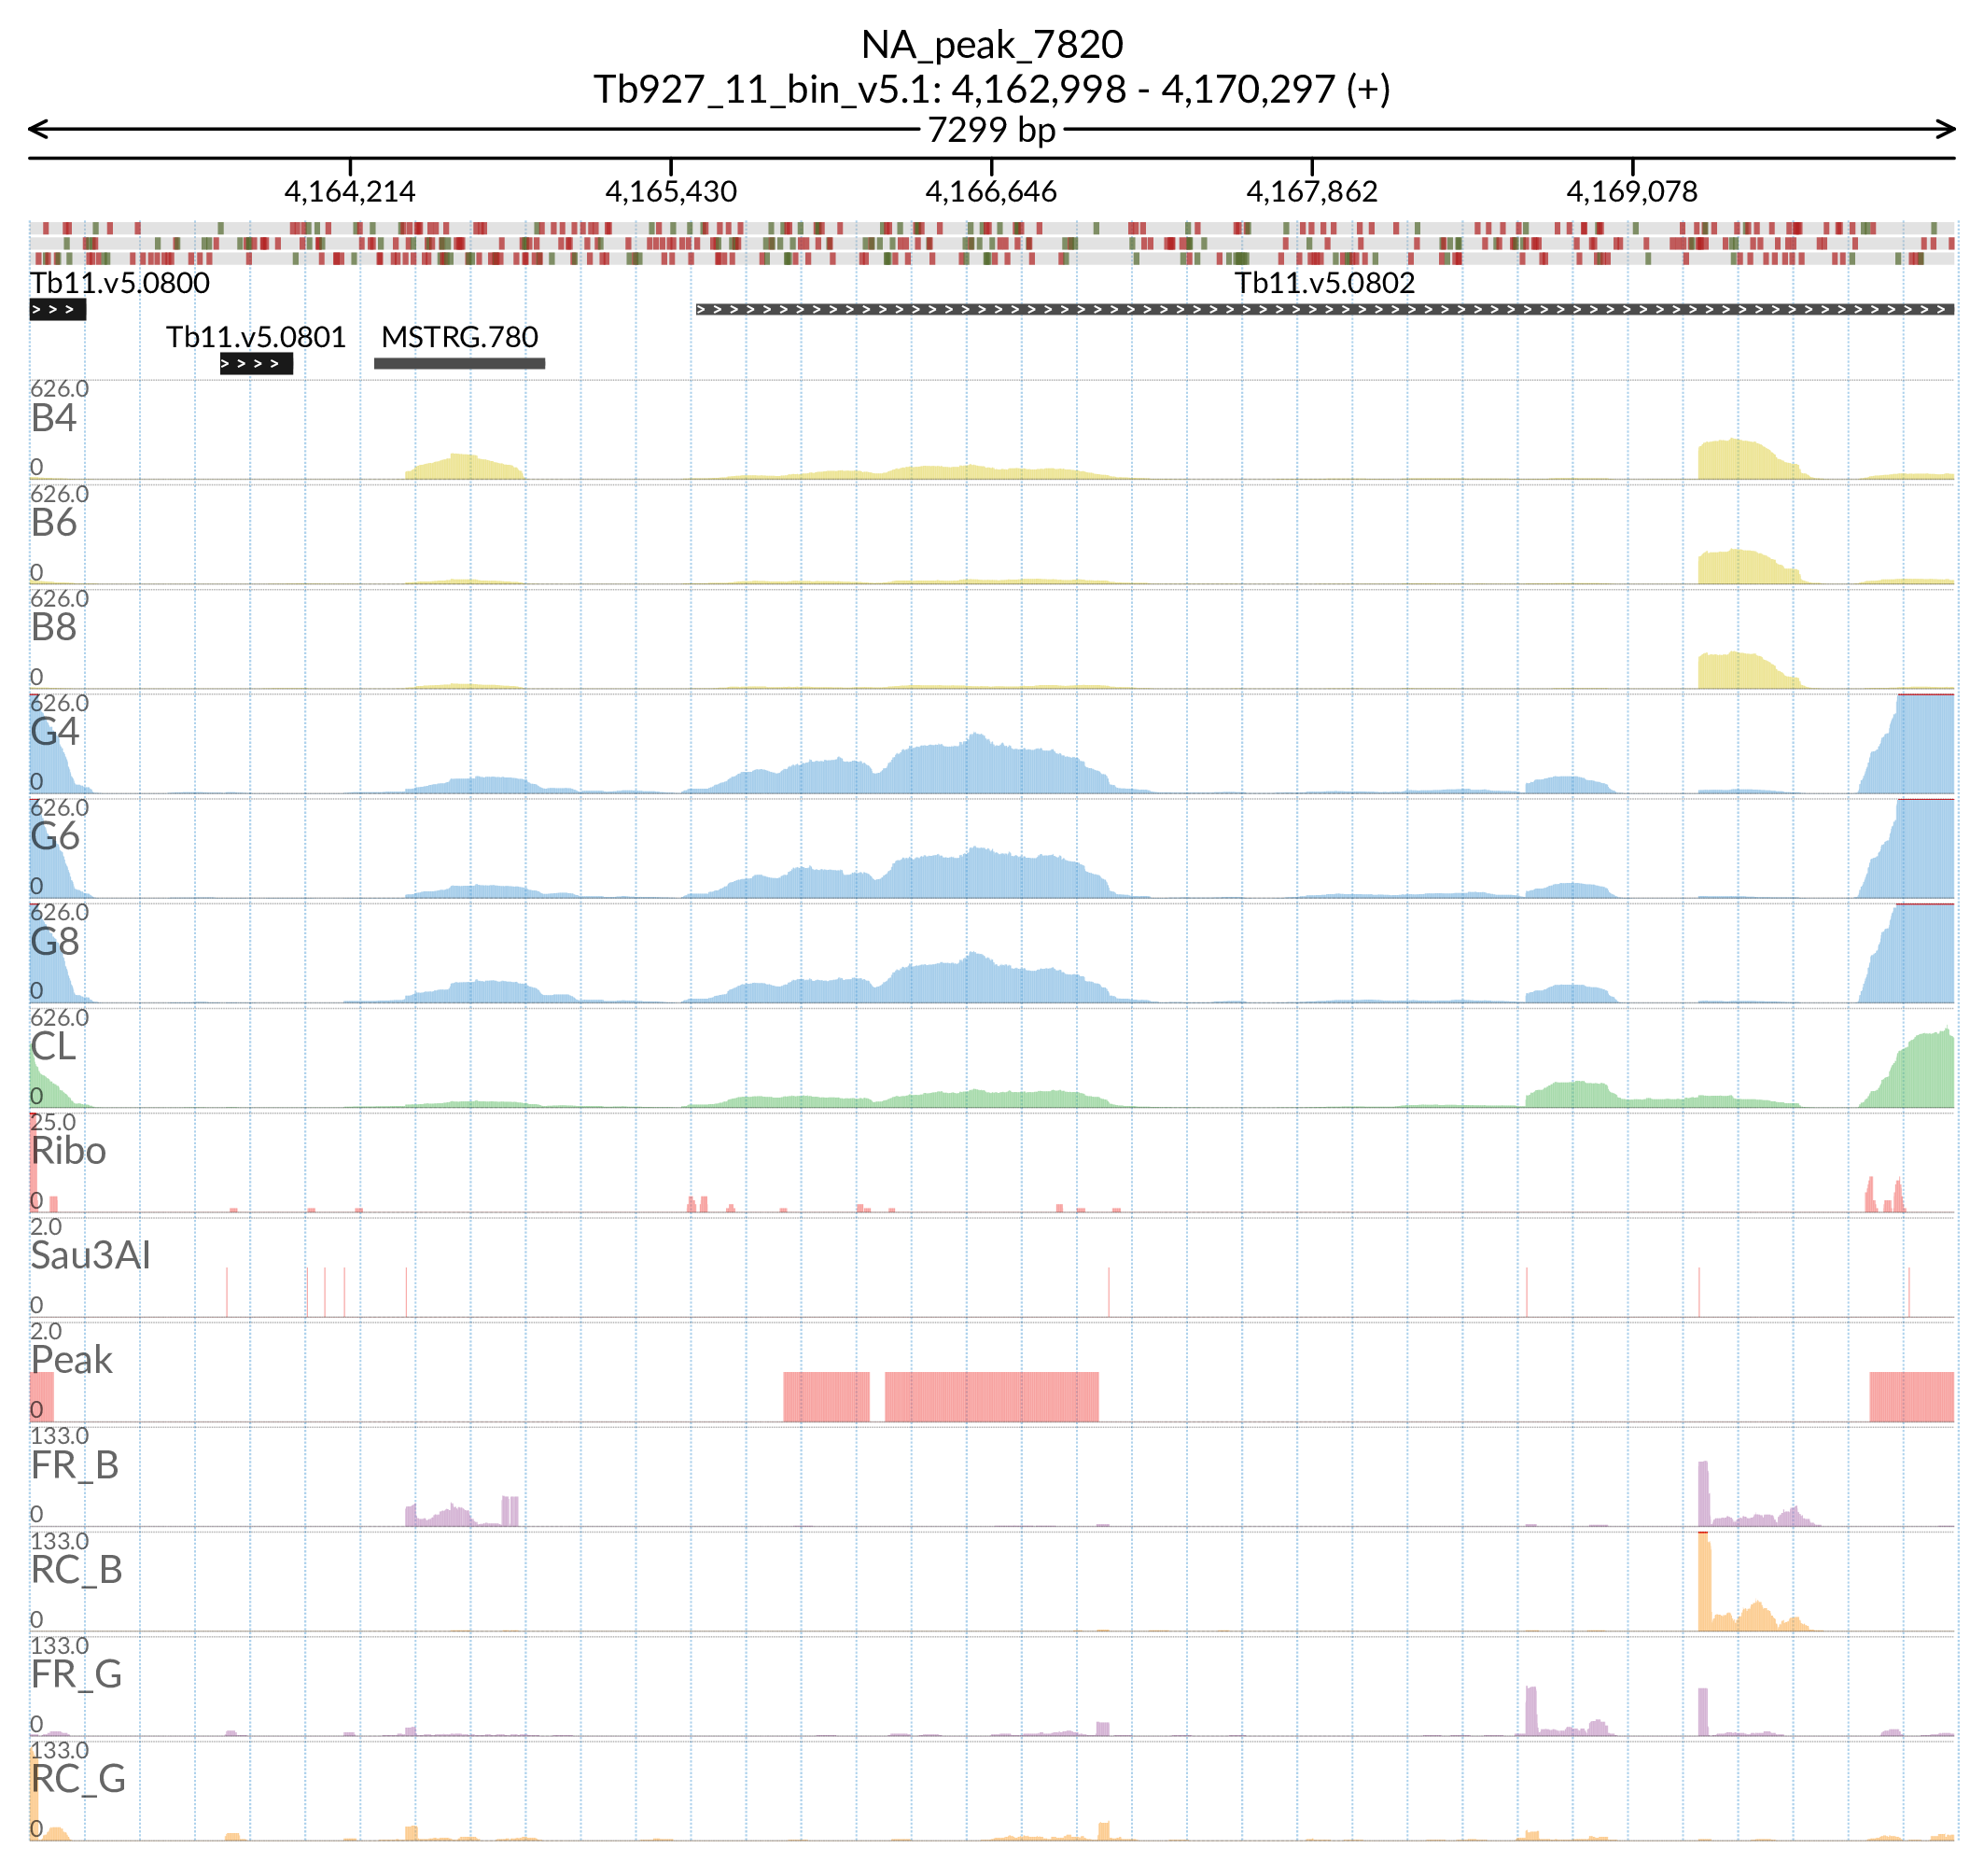 NA_peak_7820
Tb927_11_bin_v5.1: 4,162,998 - 4,170,297 (+)
7299 bp
4,164,214 4,165,430 4,166,646 4,167,862 4,169,078
Tb11.v5.0800 Tb11.v5.0802
Tb11.v5.0801 MSTRG.780
626.0
B4
0
626.0
B6
0
626.0
B8
0
626.0
G4
0
626.0
G6
0
626.0
G8
0
626.0
CL
0
25.0
Ribo
0
2.0
Sau3AI
0
2.0
Peak
0
133.0
FR_B
0
133.0
RC_B
0
133.0
FR_G
0
133.0
RC_G
0